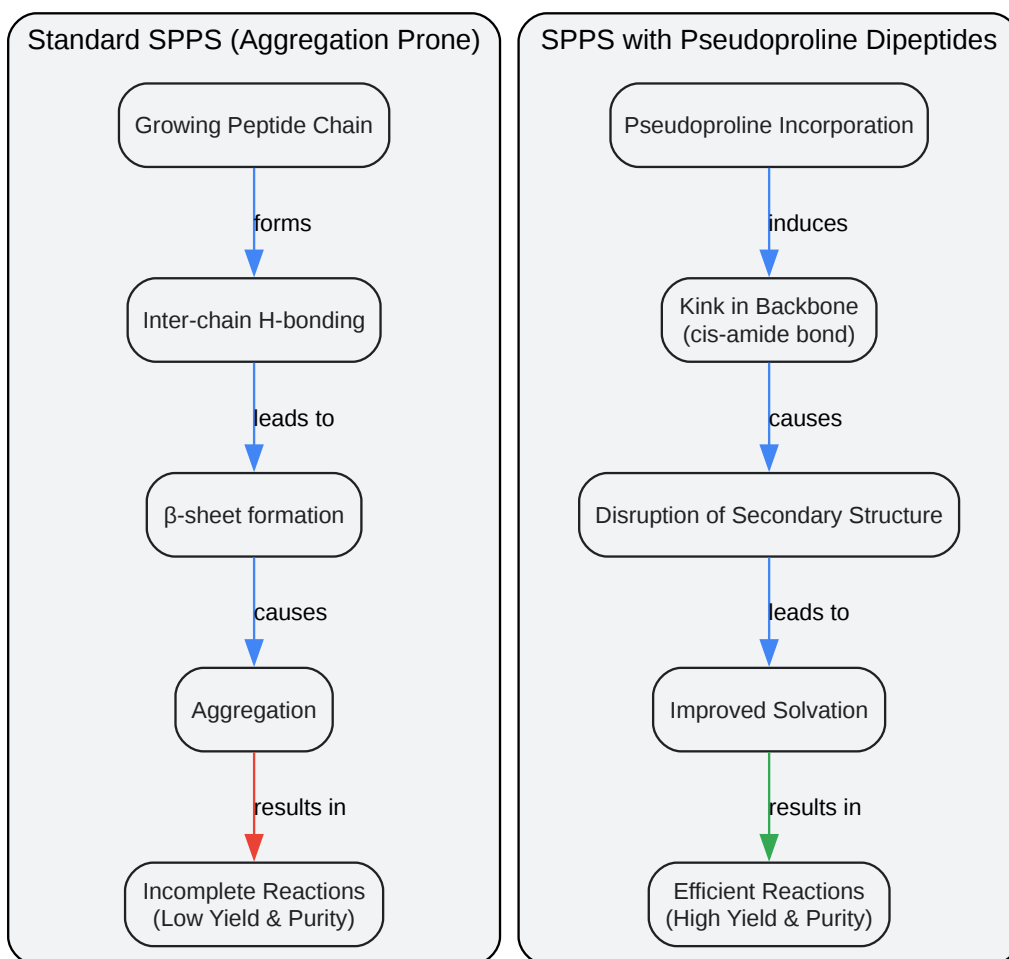 Standard SPPS (Aggregation Prone)
Growing Peptide Chain
forms
Inter-chain H-bonding
leads to
β-sheet formation
causes
Aggregation
results in
Incomplete Reactions
(Low Yield & Purity)
SPPS with Pseudoproline Dipeptides
Pseudoproline Incorporation
induces
Kink in Backbone
(cis-amide bond)
causes
Disruption of Secondary Structure
leads to
Improved Solvation
results in
Efficient Reactions
(High Yield & Purity)